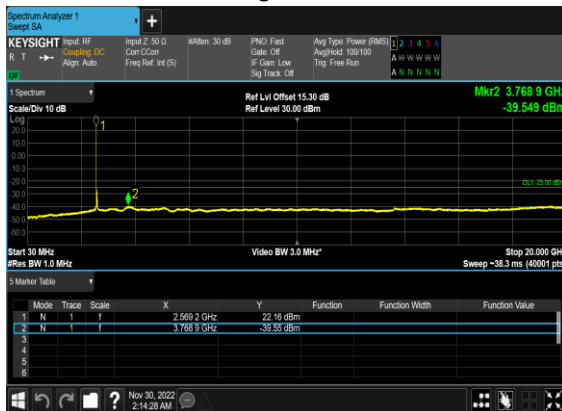 Spectrum Analyzer 1
Swept SA
+
KEYSIGHT Input: RF Input Z: 50 Ω #Atten: 30 dB PNO: Fast Avg Type: Power (RMS) 1 2 3 4 5 6
R T Coupling: DC Corr CCorr Gate: Off Avg|Hold: 100/100 A W W W W W
Align: Auto Freq Ref: Int (S) IF Gain: Low Trig: Free Run
Sig Track: Off A N N N N N
1 Spectrum Ref Lvl Offset 15.30 dB Mkr2 3.768 9 GHz
Scale/Div 10 dB Ref Level 30.00 dBm -39.549 dBm
Log
20.0
10.0
0.00
-10.0
-20.0
-30.0
-40.0
-50.0
-60.0
1
2
Start 30 MHz Video BW 3.0 MHz* Stop 20.000 GH
#Res BW 1.0 MHz Sweep ~38.3 ms (40001 pts
5 Marker Table
Mode Trace Scale X Y Function Function Width Function Value
1 N 1 f 2.569 2 GHz 22.16 dBm
2 N 1 f 3.768 9 GHz -39.55 dBm
3
4
5
6
? Nov 30, 2022
2:14:28 AM